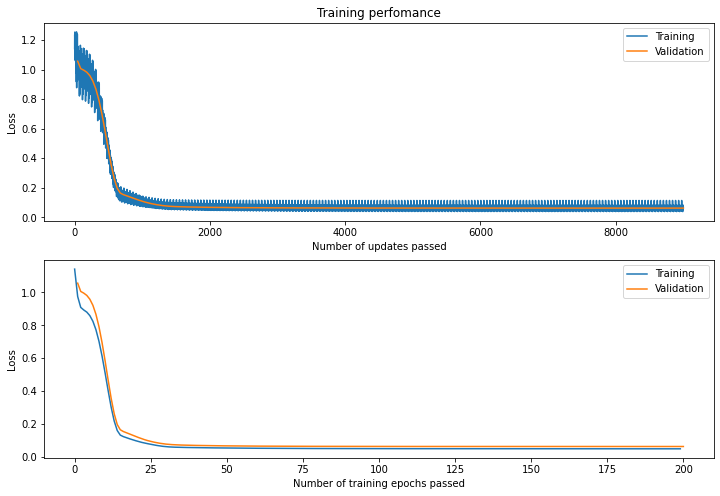 Training perfomance
1.2
1.0
0.8
0.6
0.4
0.2
0.0
Loss
Training
Validation
0 2000 4000 6000 8000
Number of updates passed
1.0
0.8
0.6
0.4
0.2
0.0
Loss
Training
Validation
0 25 50 75 100 125 150 175 200
Number of training epochs passed